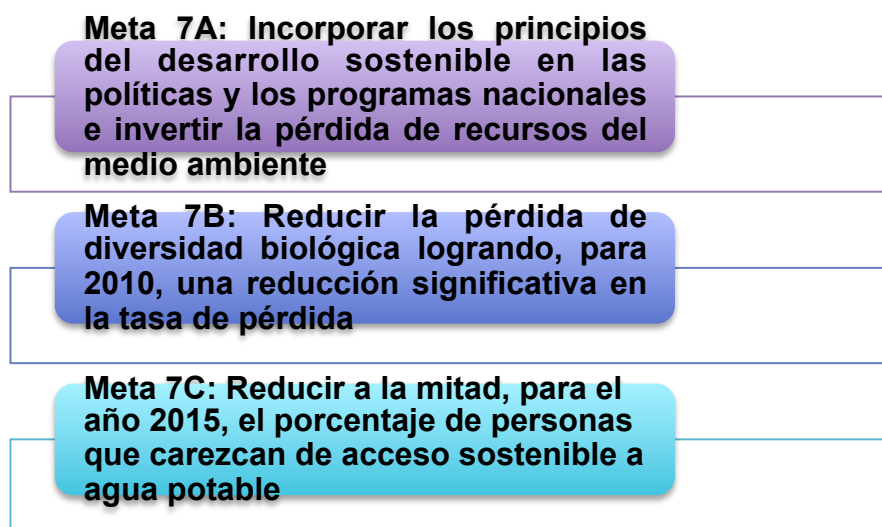 Meta 7A: Incorporar los principios
del desarrollo sostenible en las
políticas y los programas nacionales
e invertir la pérdida de recursos del
medio ambiente
Meta 7B: Reducir la pérdida de
diversidad biológica logrando, para
2010, una reducción significativa en
la tasa de pérdida
Meta 7C: Reducir a la mitad, para el
año 2015, el porcentaje de personas
que carezcan de acceso sostenible a
agua potable